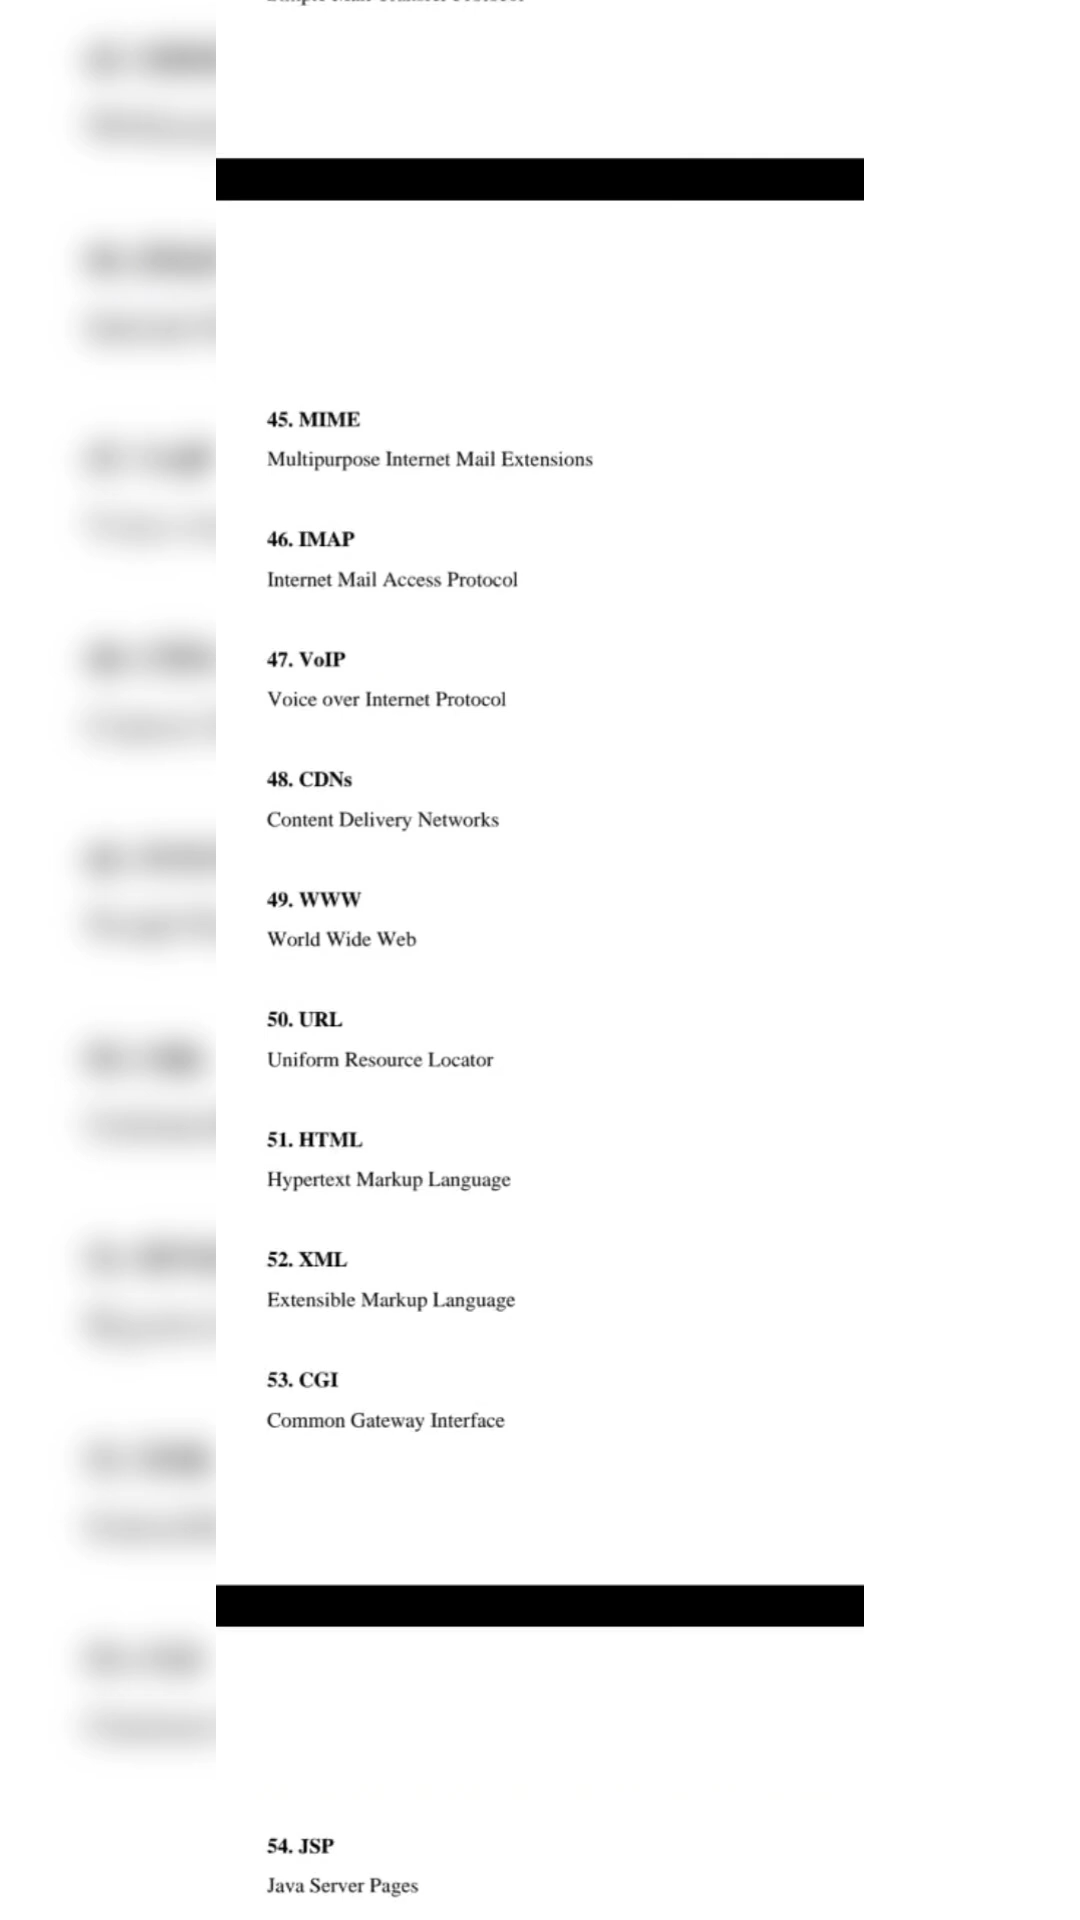 45. MIME
Multipurpose Internet Mail Extensions
46. IMAP
Internet Mail Access Protocol
47. VoIP
Voice over Internet Protocol
48. CDNs
Content Delivery Networks
49. WWW
World Wide Web
50. URL
Uniform Resource Locator
51. HTML
Hypertext Markup Language
52. XML
Extensible Markup Language
53. CGI
Common Gateway Interface
54. JSP
Java Server Pages